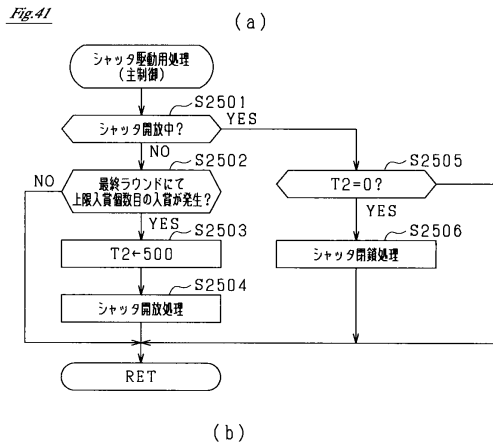 Fig.41
(a)
シャッタ駆動用処理
(主制御)
S2501
シャッタ開放中?
YES
NO
S2502
NO
最終ラウンドにて
上限入賞個数目の入賞が発生?
YES
S2503
T2←500
S2504
シャッタ開放処理
S2505
T2=0?
YES
S2506
シャッタ閉鎖処理
RET
(b)